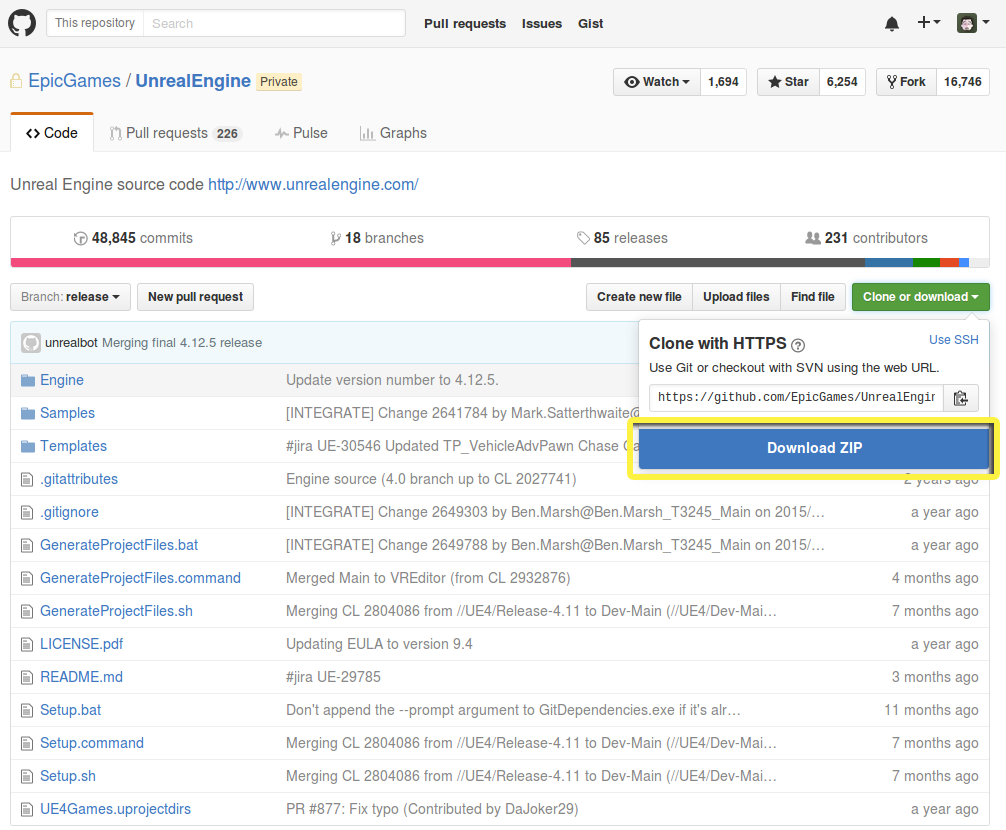 This repository Search Pull requests Issues Gist
EpicGames / UnrealEngine Private Watch 1,694 Star 6,254 Fork 16,746
Code Pull requests 226 Pulse Graphs
Unreal Engine source code http://www.unrealengine.com/
48,845 commits 18 branches 85 releases 231 contributors
Branch: release New pull request Create new file Upload files Find file Clone or download
unrealbot Merging final 4.12.5 release
Clone with HTTPS ? Use SSH
Use Git or checkout with SVN using the web URL.
https://github.com/EpicGames/UnrealEngin
Download ZIP
Engine Update version number to 4.12.5.
Samples [INTEGRATE] Change 2641784 by Mark.Satterthwaite@
Templates #jira UE-30546 Updated TP_VehicleAdvPawn Chase
.gitattributes Engine source (4.0 branch up to CL 2027741) 2 years ago
.gitignore [INTEGRATE] Change 2649303 by Ben.Marsh@Ben.Marsh_T3245_Main on 2015/… a year ago
GenerateProjectFiles.bat [INTEGRATE] Change 2649788 by Ben.Marsh@Ben.Marsh_T3245_Main on 2015/… a year ago
GenerateProjectFiles.command Merged Main to VREditor (from CL 2932876) 4 months ago
GenerateProjectFiles.sh Merging CL 2804086 from //UE4/Release-4.11 to Dev-Main (//UE4/Dev-Mai… 7 months ago
LICENSE.pdf Updating EULA to version 9.4 a year ago
README.md #jira UE-29785 3 months ago
Setup.bat Don't append the --prompt argument to GitDependencies.exe if it's alr… 11 months ago
Setup.command Merging CL 2804086 from //UE4/Release-4.11 to Dev-Main (//UE4/Dev-Mai… 7 months ago
Setup.sh Merging CL 2804086 from //UE4/Release-4.11 to Dev-Main (//UE4/Dev-Mai… 7 months ago
UE4Games.uprojectdirs PR #877: Fix typo (Contributed by DaJoker29) a year ago